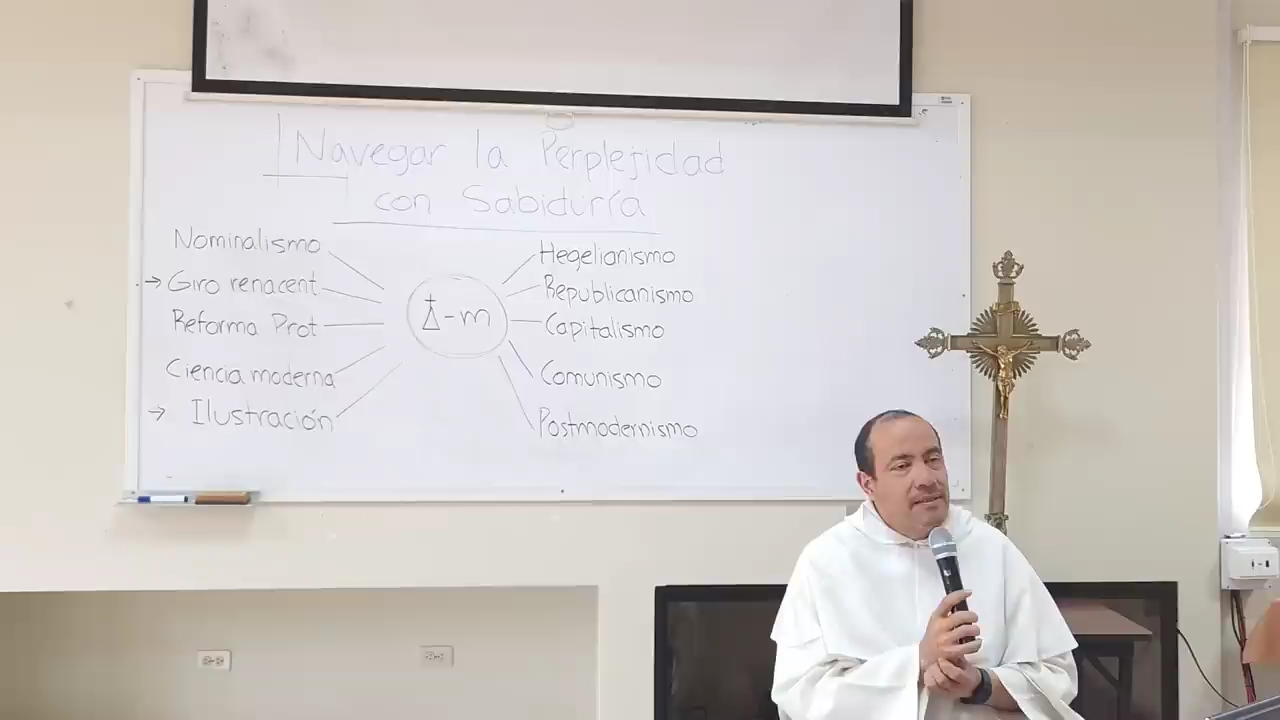 Navegar la Perplejidad
con Sabiduría
Nominalismo
→ Giro renacent
Reforma Prot
Ciencia moderna
→ Ilustración
Δ-m
Hegelianismo
Republicanismo
Capitalismo
Comunismo
Postmodernismo